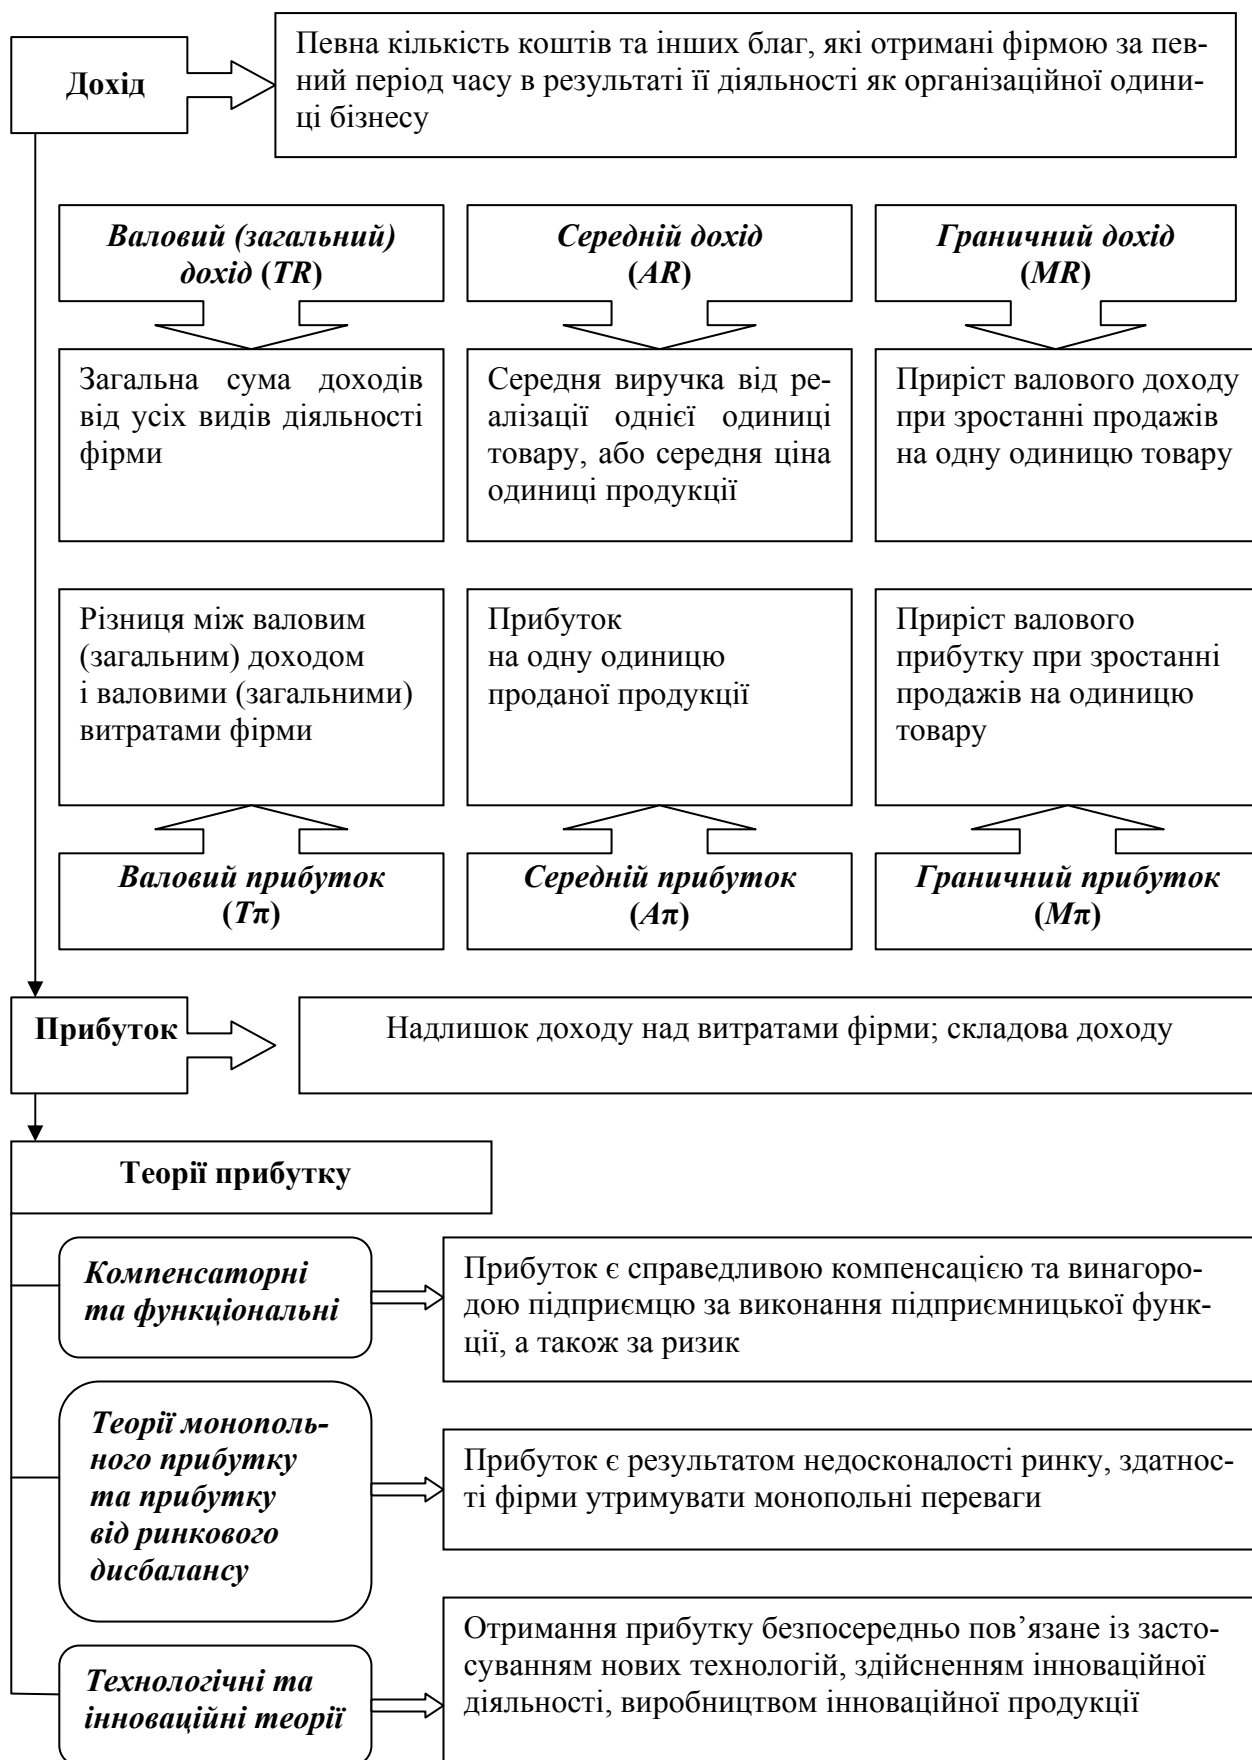 Дохід
Певна кількість коштів та інших благ, які отримані фірмою за пев-
ний період часу в результаті її діяльності як організаційної одини-
ці бізнесу
Валовий (загальний)
дохід (TR)
Середній дохід
(AR)
Граничний дохід
(MR)
Загальна сума доходів
від усіх видів діяльності
фірми
Середня виручка від ре-
алізації однієї одиниці
товару, або середня ціна
одиниці продукції
Приріст валового доходу
при зростанні продажів
на одну одиницю товару
Різниця між валовим
(загальним) доходом
і валовими (загальними)
витратами фірми
Прибуток
на одну одиницю
проданої продукції
Приріст валового
прибутку при зростанні
продажів на одиницю
товару
Валовий прибуток
(Tπ)
Середній прибуток
(Aπ)
Граничний прибуток
(Mπ)
Прибуток
Надлишок доходу над витратами фірми; складова доходу
Теорії прибутку
Компенсаторні
та функціональні
Прибуток є справедливою компенсацією та винагоро-
дою підприємцю за виконання підприємницької функ-
ції, а також за ризик
Теорії монополь-
ного прибутку
та прибутку
від ринкового
дисбалансу
Прибуток є результатом недосконалості ринку, здатнос-
ті фірми утримувати монопольні переваги
Технологічні та
інноваційні теорії
Отримання прибутку безпосередньо пов’язане із засто-
суванням нових технологій, здійсненням інноваційної
діяльності, виробництвом інноваційної продукції